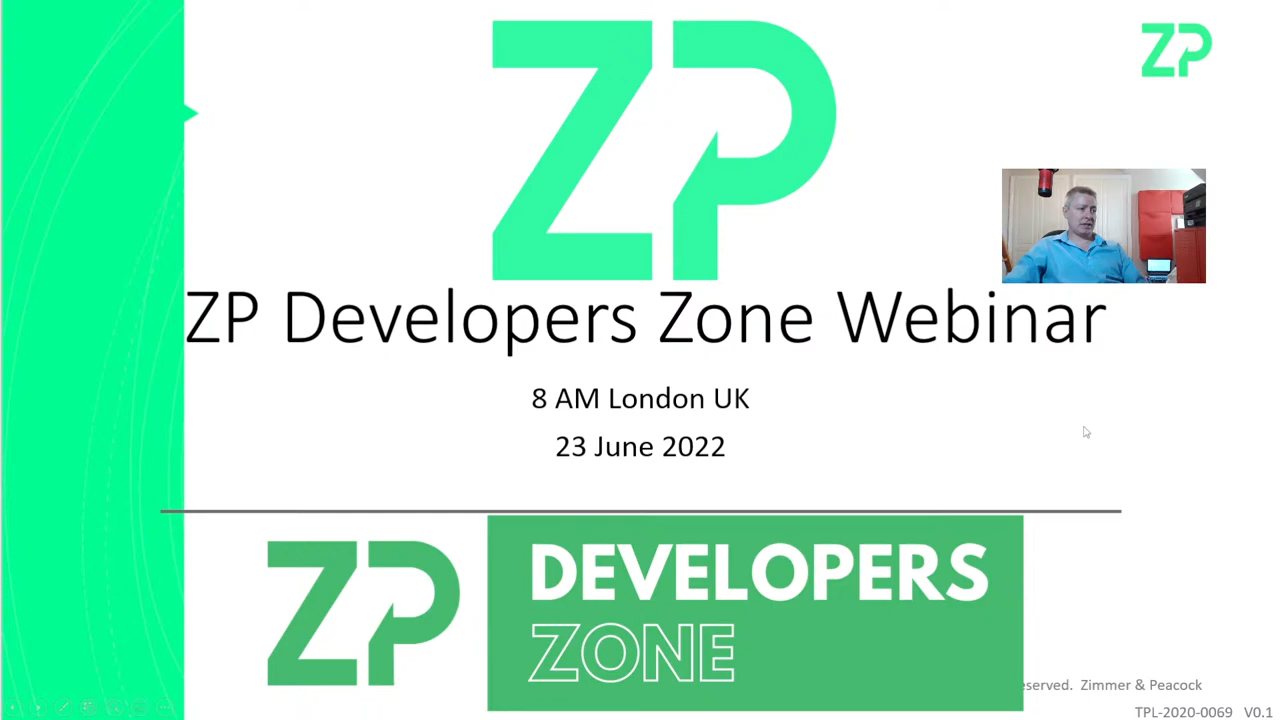 ZP
ZP
ZP Developers Zone Webinar
8 AM London UK
23 June 2022
ZP
DEVELOPERS
ZONE
Zimmer & Peacock
TPL-2020-0069 V0.1